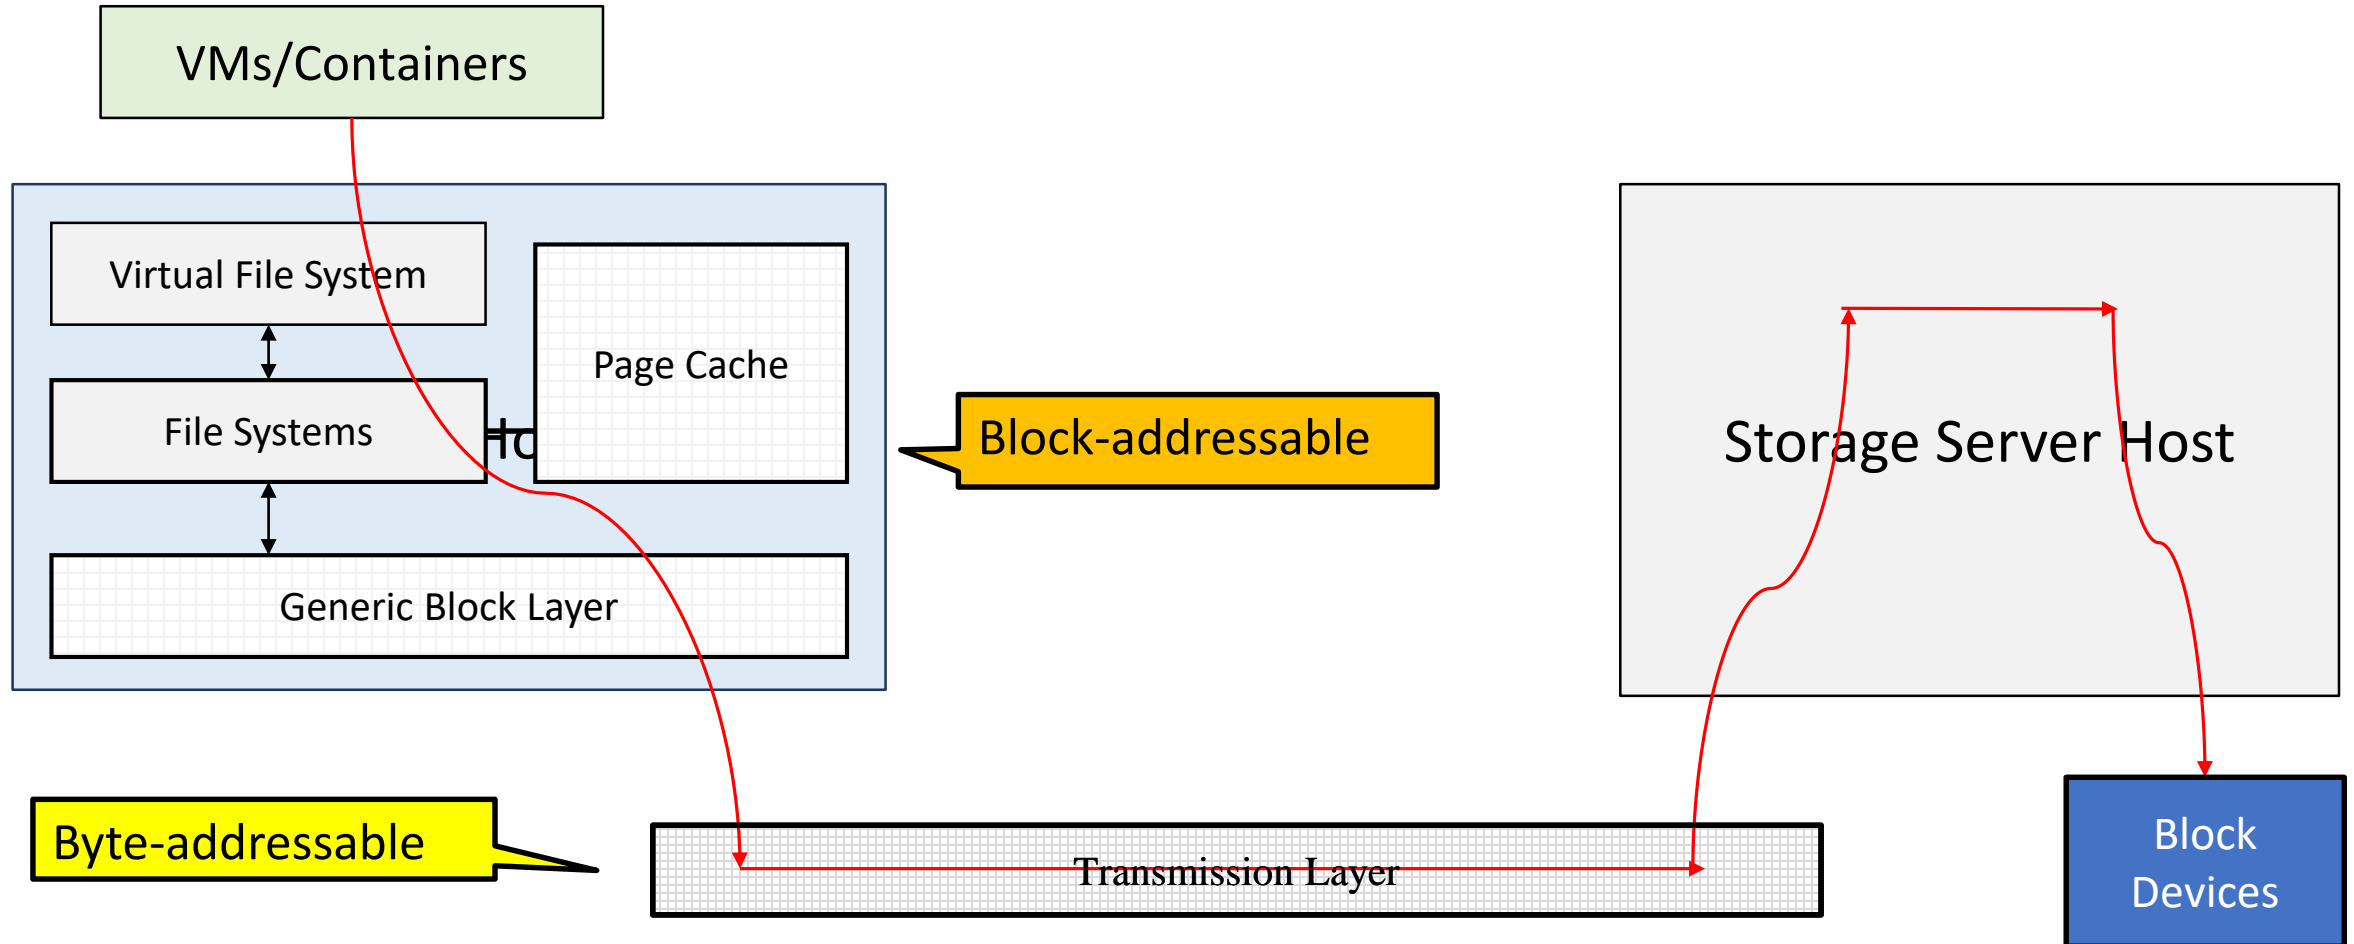 VMs/Containers
Virtual File System
Page Cache
File Systems
Block-addressable
Storage Server Host
Generic Block Layer
Byte-addressable
Transmission Layer
Block
Devices